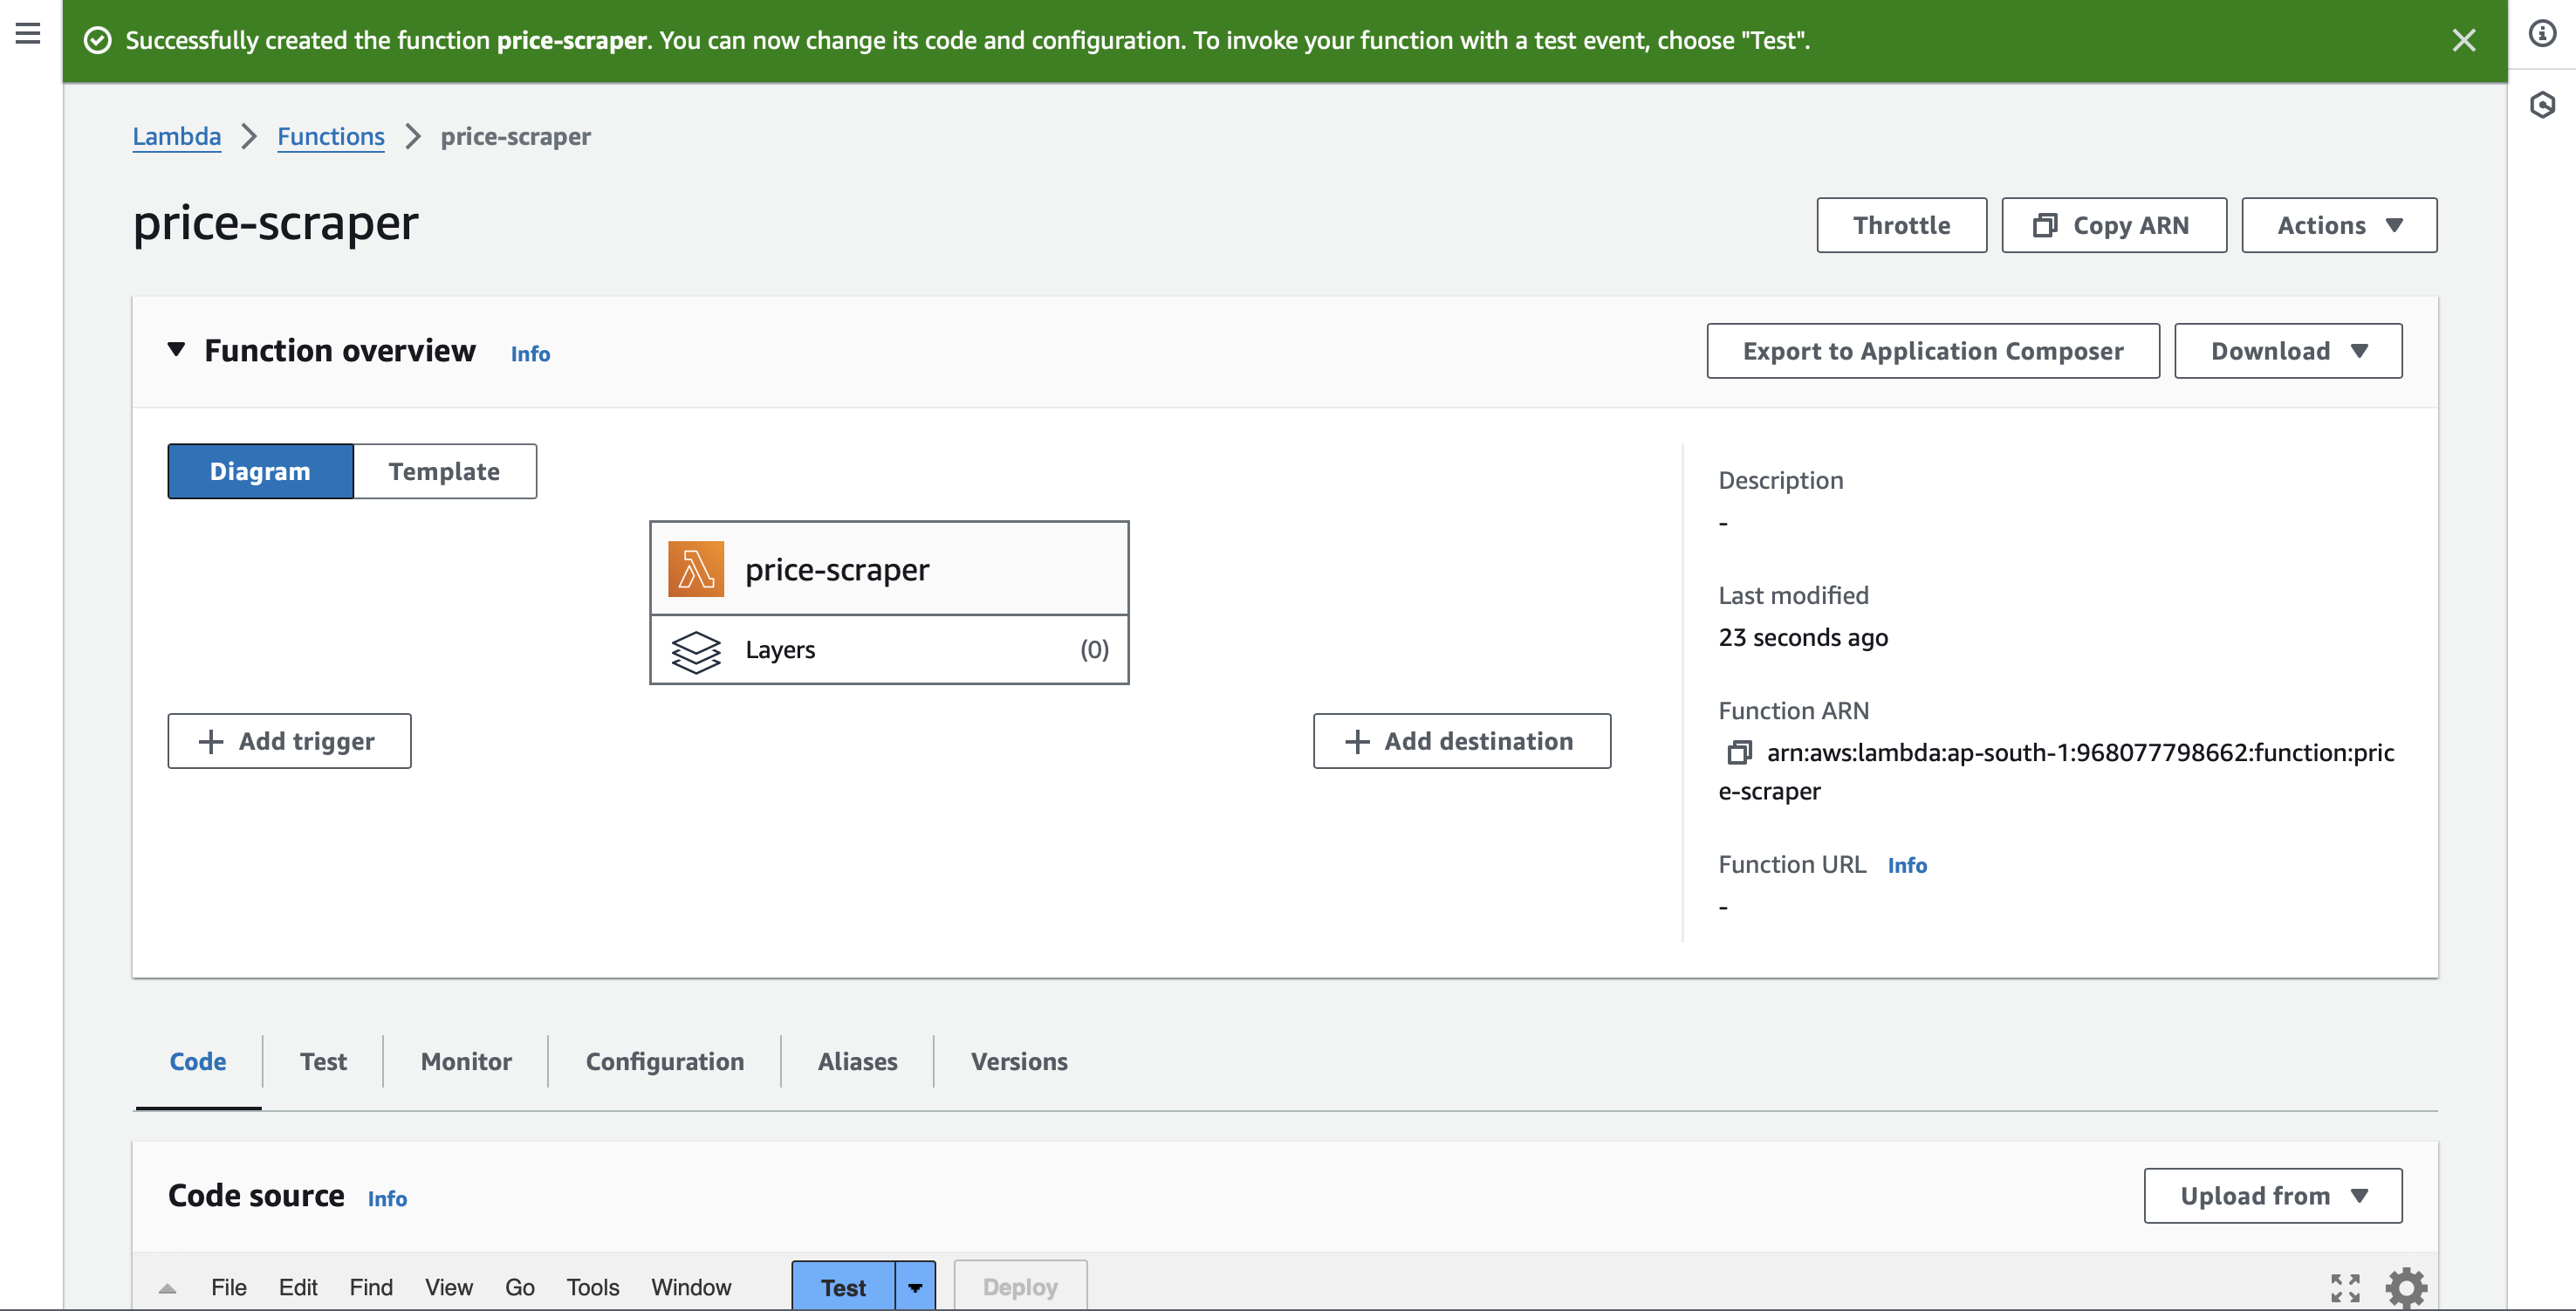 Successfully created the function price-scraper. You can now change its code and configuration. To invoke your function with a test event, choose "Test".
Lambda Functions price-scraper
price-scraper
Throttle Copy ARN Actions
Function overview Info
Export to Application Composer Download
Diagram Template
price-scraper
Layers (0)
Add trigger
Add destination
Description
-
Last modified
23 seconds ago
Function ARN
arn:aws:lambda:ap-south-1:968077798662:function:pric
e-scraper
Function URL Info
-
Code Test Monitor Configuration Aliases Versions
Code source Info
Upload from
File Edit Find View Go Tools Window Test Deploy